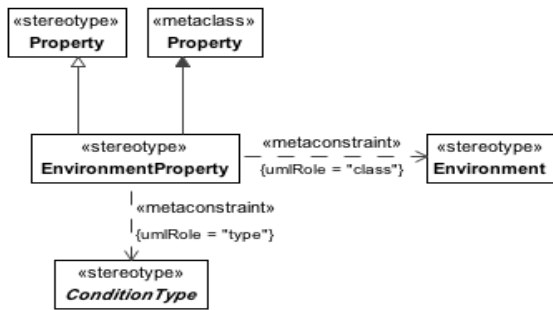 «stereotype»
Property
«metaclass»
Property
«stereotype»
EnvironmentProperty
«metaconstraint»
{umlRole = "class"}
«stereotype»
Environment
«metaconstraint»
{umlRole = "type"}
«stereotype»
ConditionType